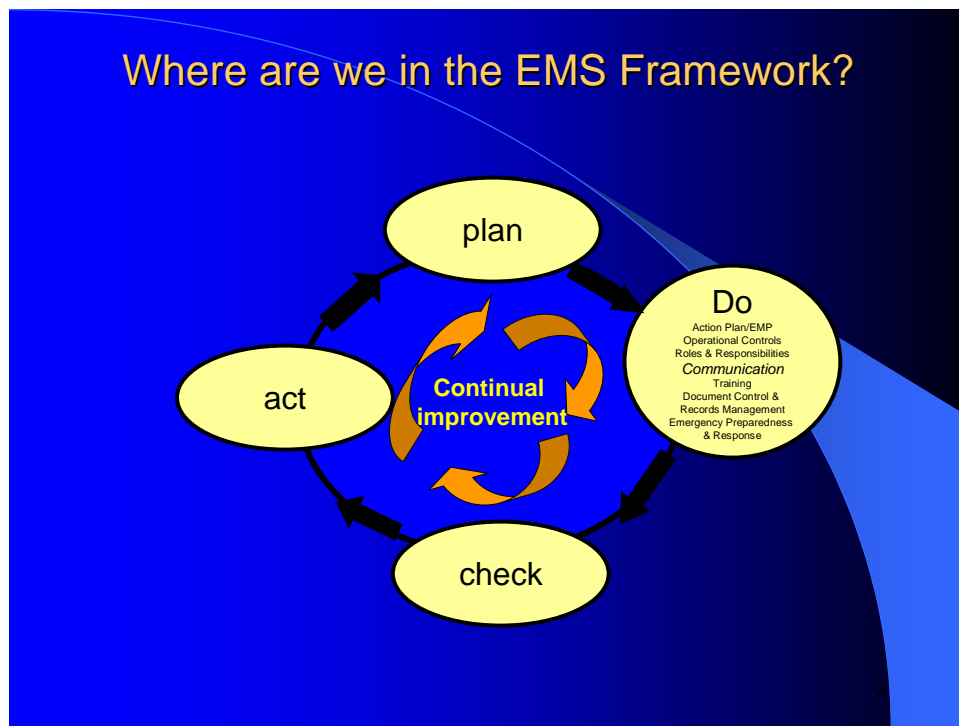 Where are we in the EMS Framework?
plan
Do
Action Plan/EMP
Operational Controls
Roles & Responsibilities
Communication
Training
Document Control &
Records Management
Emergency Preparedness
& Response
Continual
improvement
act
check